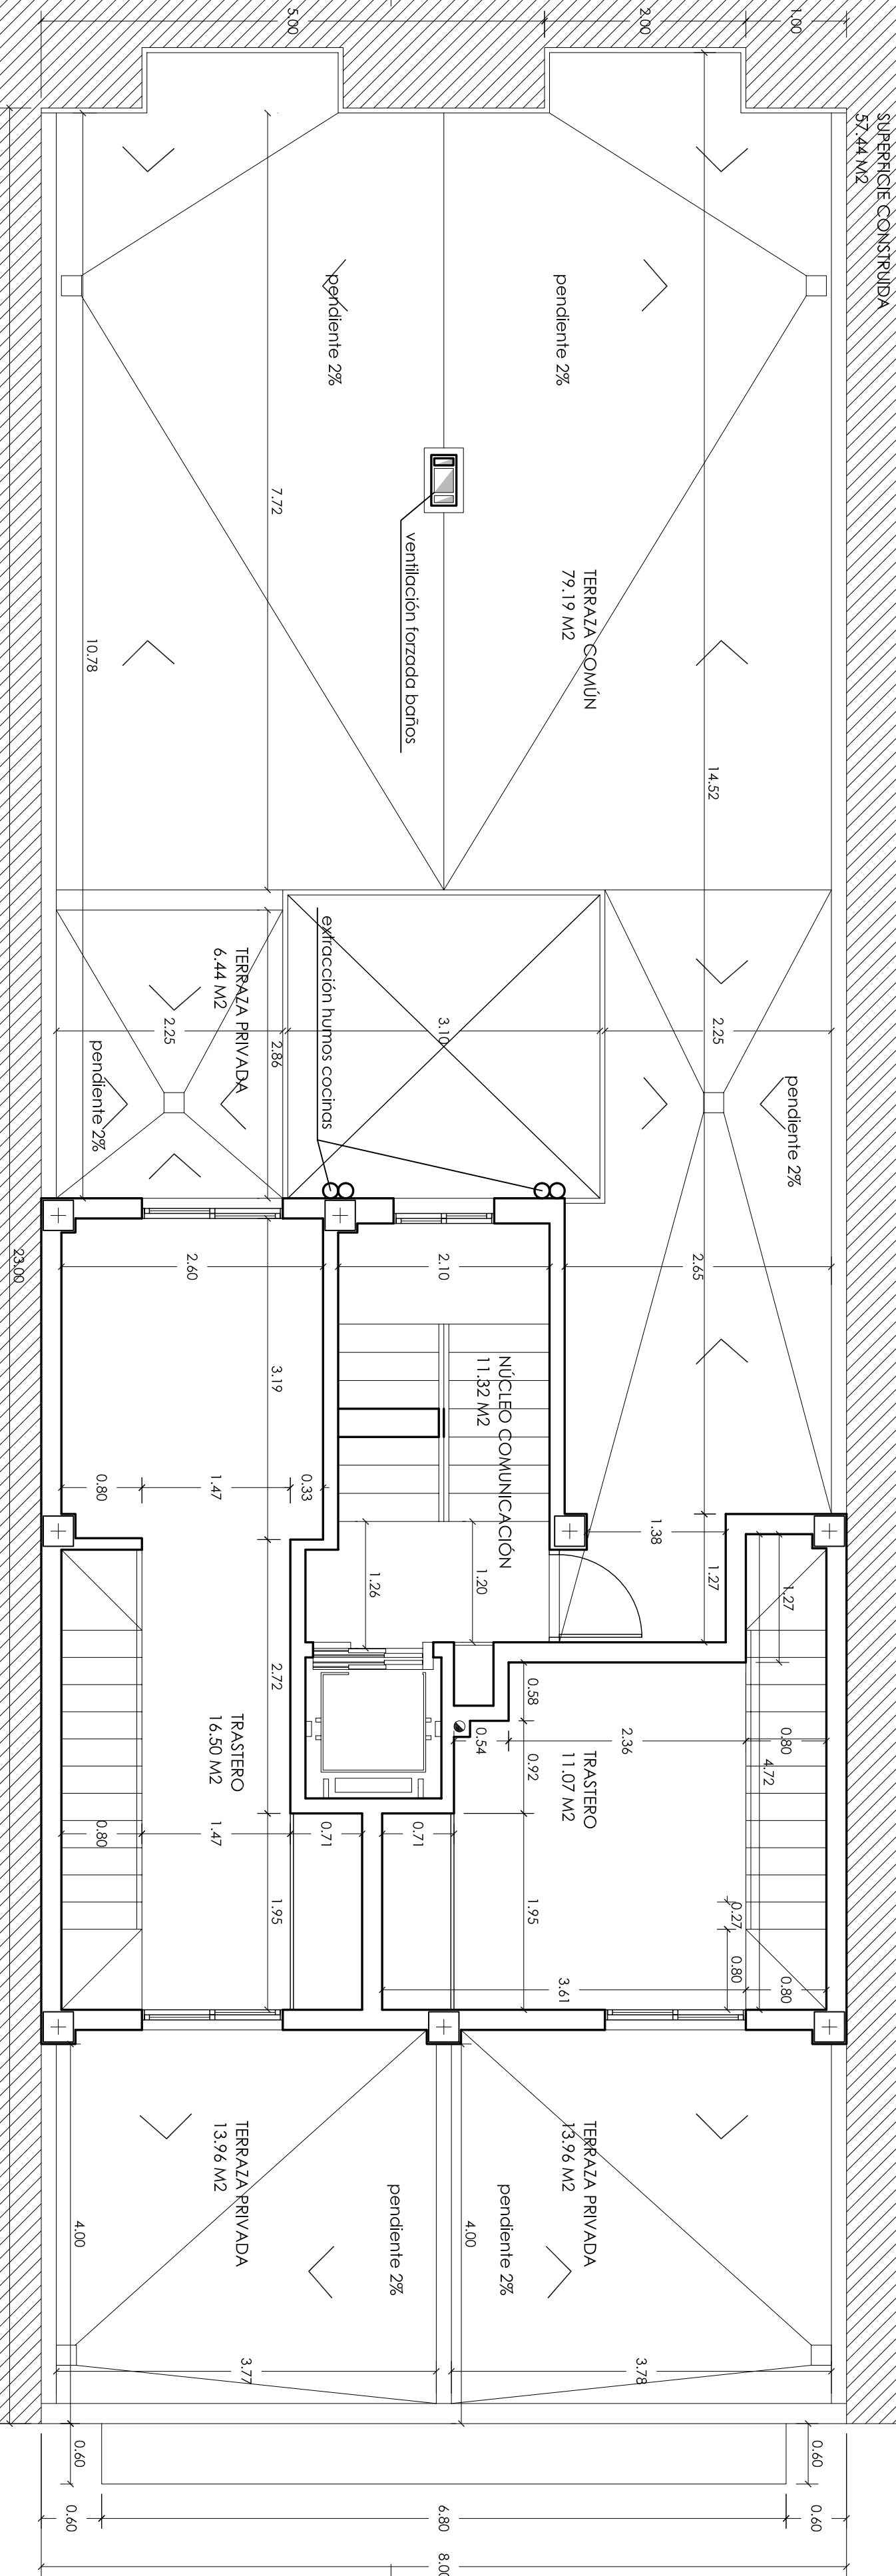 SUPERFICIE CONSTRUIDA
57.44 M2
1.00
2.00
5.00
pendiente 2%
pendiente 2%
ventilación forzada baños
TERRAZA COMÚN
79.19 M2
7.72
10.78
14.52
extracción humos cocinas
TERRAZA PRIVADA
6.44 M2
2.25
2.86
3.10
2.25
pendiente 2%
pendiente 2%
23.00
2.60
2.10
2.65
3.19
NÚCLEO COMUNICACIÓN
11.32 M2
0.80
1.47
0.33
1.38
1.27
1.27
1.26
1.20
2.72
0.58
0.54
0.92
2.36
0.80
4.72
TRASTERO
16.50 M2
TRASTERO
11.07 M2
0.80
1.47
0.71
0.71
1.95
1.95
0.27
0.80
0.80
3.61
TERRAZA PRIVADA
13.96 M2
TERRAZA PRIVADA
13.96 M2
pendiente 2%
pendiente 2%
4.00
4.00
3.77
3.78
0.60
0.60
0.60
6.80
0.60
8.00